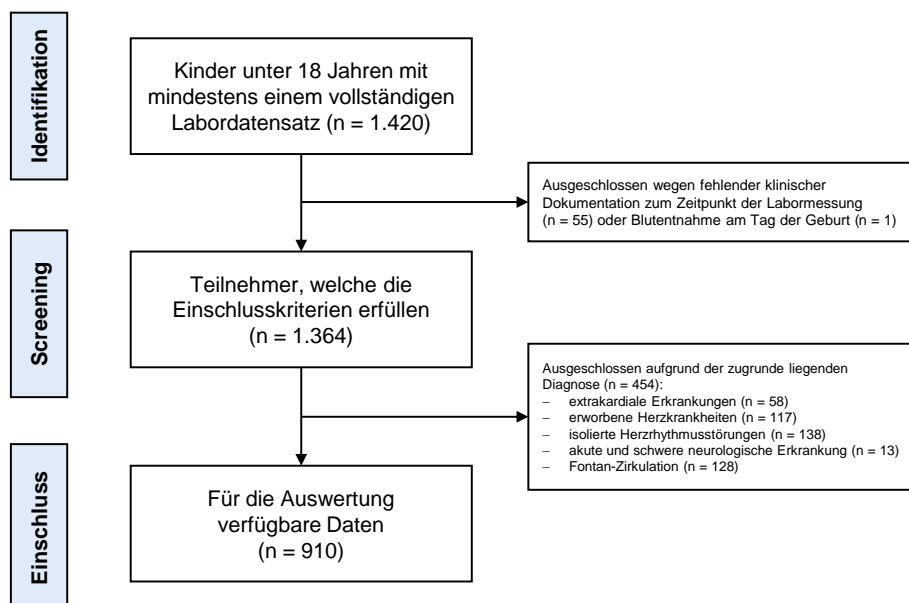 Identifikation
Kinder unter 18 Jahren mit
mindestens einem vollständigen
Labordatensatz (n = 1.420)
Ausgeschlossen wegen fehlender klinischer
Dokumentation zum Zeitpunkt der Labormessung
(n = 55) oder Blutentnahme am Tag der Geburt (n = 1)
Screening
Teilnehmer, welche die
Einschlusskriterien erfüllen
(n = 1.364)
Ausgeschlossen aufgrund der zugrunde liegenden
Diagnose (n = 454):
– extrakardiale Erkrankungen (n = 58)
– erworbene Herzkrankheiten (n = 117)
– isolierte Herzrhythmusstörungen (n = 138)
– akute und schwere neurologische Erkrankung (n = 13)
– Fontan-Zirkulation (n = 128)
Einschluss
Für die Auswertung
verfügbare Daten
(n = 910)